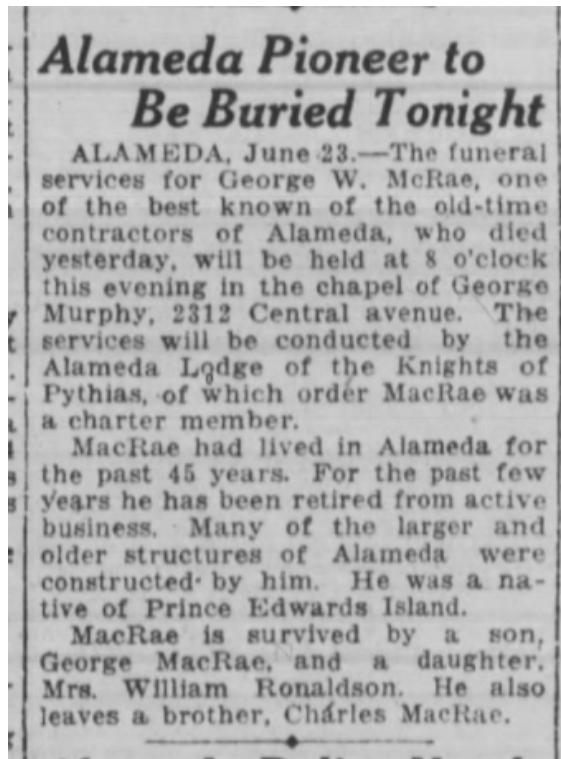 Alameda Pioneer to
Be Buried Tonight
ALAMEDA, June 23.—The funeral
services for George W. McRae, one
of the best known of the old-time
contractors of Alameda, who died
yesterday, will be held at 8 o'clock
this evening in the chapel of George
Murphy, 2312 Central avenue. The
services will be conducted by the
Alameda Lodge of the Knights of
Pythias, of which order MacRae was
a charter member.
MacRae had lived in Alameda for
the past 45 years. For the past few
years he has been retired from active
business. Many of the larger and
older structures of Alameda were
constructed by him. He was a na-
tive of Prince Edwards Island.
MacRae is survived by a son,
George MacRae, and a daughter,
Mrs. William Ronaldson. He also
leaves a brother, Charles MacRae.